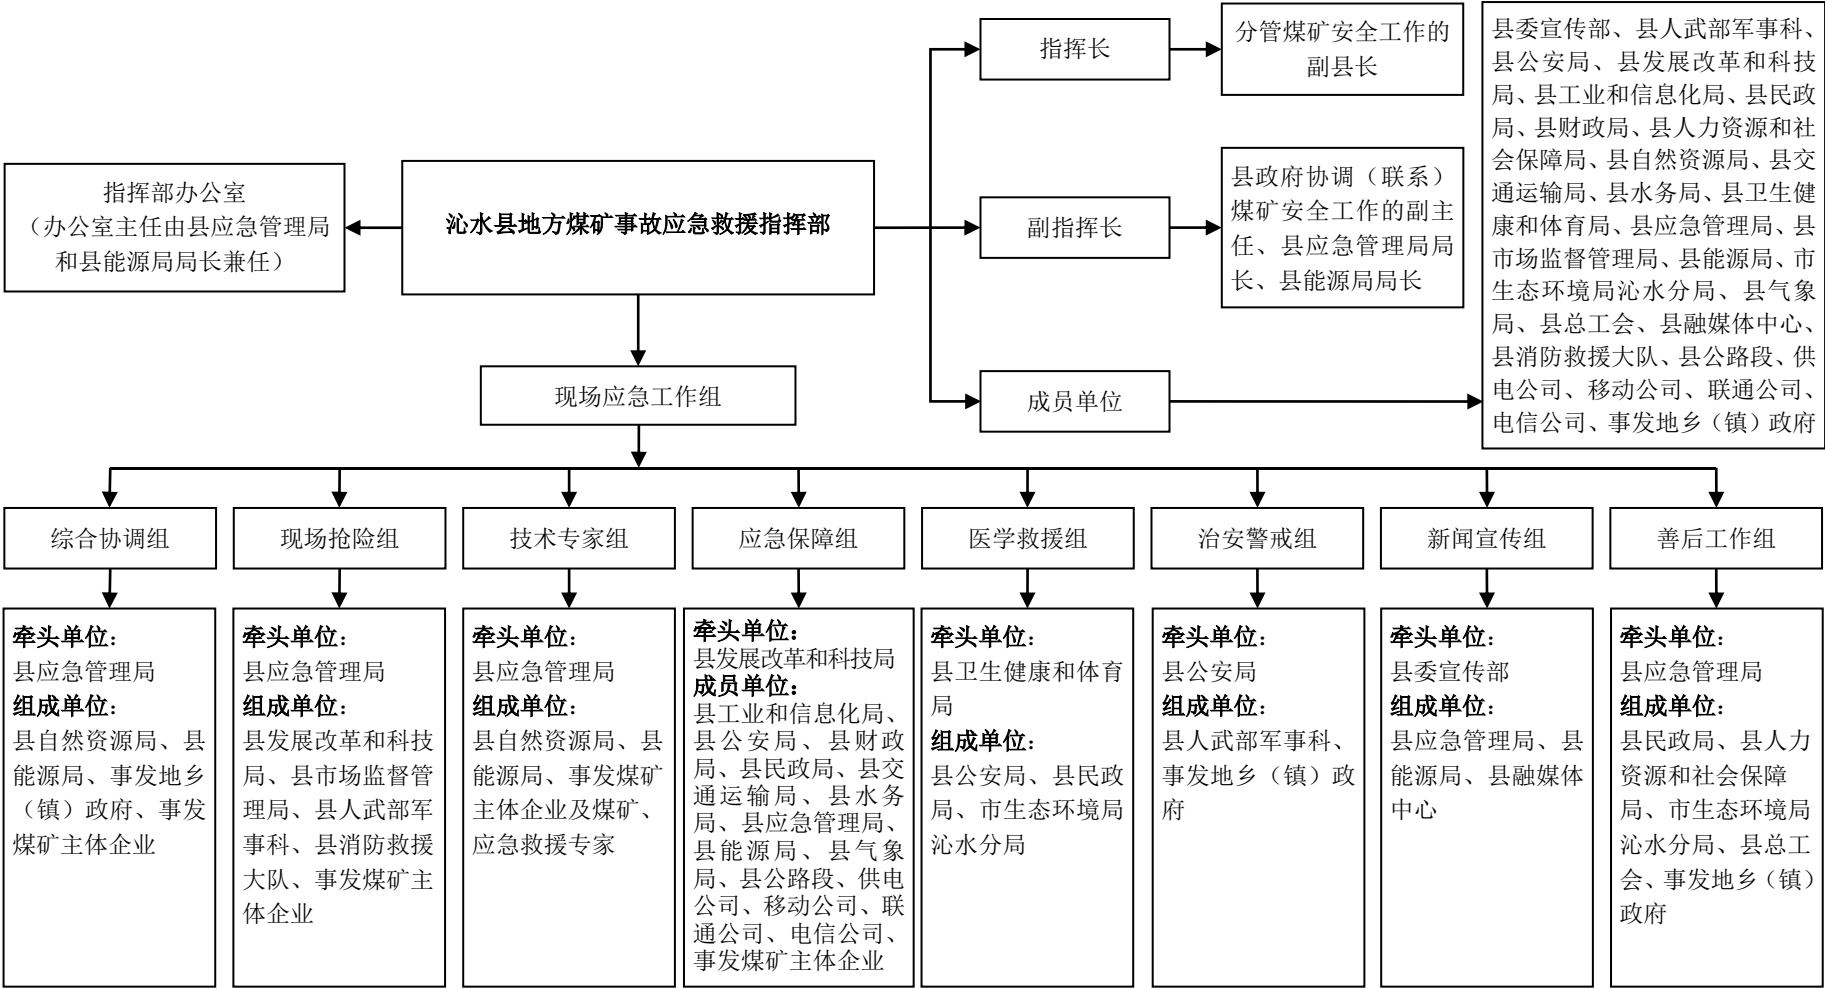 指挥长
分管煤矿安全工作的
副县长
县委宣传部、县人武部军事科、
县公安局、县发展改革和科技
局、县工业和信息化局、县民政
局、县财政局、县人力资源和社
会保障局、县自然资源局、县交
通运输局、县水务局、县卫生健
康和体育局、县应急管理局、县
市场监督管理局、县能源局、市
生态环境局沁水分局、县气象
局、县总工会、县融媒体中心、
县消防救援大队、县公路段、供
电公司、移动公司、联通公司、
电信公司、事发地乡（镇）政府
指挥部办公室
（办公室主任由县应急管理局
和县能源局局长兼任）
沁水县地方煤矿事故应急救援指挥部
副指挥长
县政府协调（联系）
煤矿安全工作的副主
任、县应急管理局局
长、县能源局局长
现场应急工作组
成员单位
综合协调组
现场抢险组
技术专家组
应急保障组
医学救援组
治安警戒组
新闻宣传组
善后工作组
牵头单位：
县应急管理局
组成单位：
县自然资源局、县
能源局、事发地乡
（镇）政府、事发
煤矿主体企业
牵头单位：
县应急管理局
组成单位：
县发展改革和科技
局、县市场监督管
理局、县人武部军
事科、县消防救援
大队、事发煤矿主
体企业
牵头单位：
县应急管理局
组成单位：
县自然资源局、县
能源局、事发煤矿
主体企业及煤矿、
应急救援专家
牵头单位：
县发展改革和科技局
成员单位：
县工业和信息化局、
县公安局、县财政
局、县民政局、县交
通运输局、县水务
局、县应急管理局、
县能源局、县气象
局、县公路段、供电
公司、移动公司、联
通公司、电信公司、
事发煤矿主体企业
牵头单位：
县卫生健康和体育
局
组成单位：
县公安局、县民政
局、市生态环境局
沁水分局
牵头单位：
县公安局
组成单位：
县人武部军事科、
事发地乡（镇）政
府
牵头单位：
县委宣传部
组成单位：
县应急管理局、县
能源局、县融媒体
中心
牵头单位：
县应急管理局
组成单位：
县民政局、县人力
资源和社会保障
局、市生态环境局
沁水分局、县总工
会、事发地乡（镇）
政府